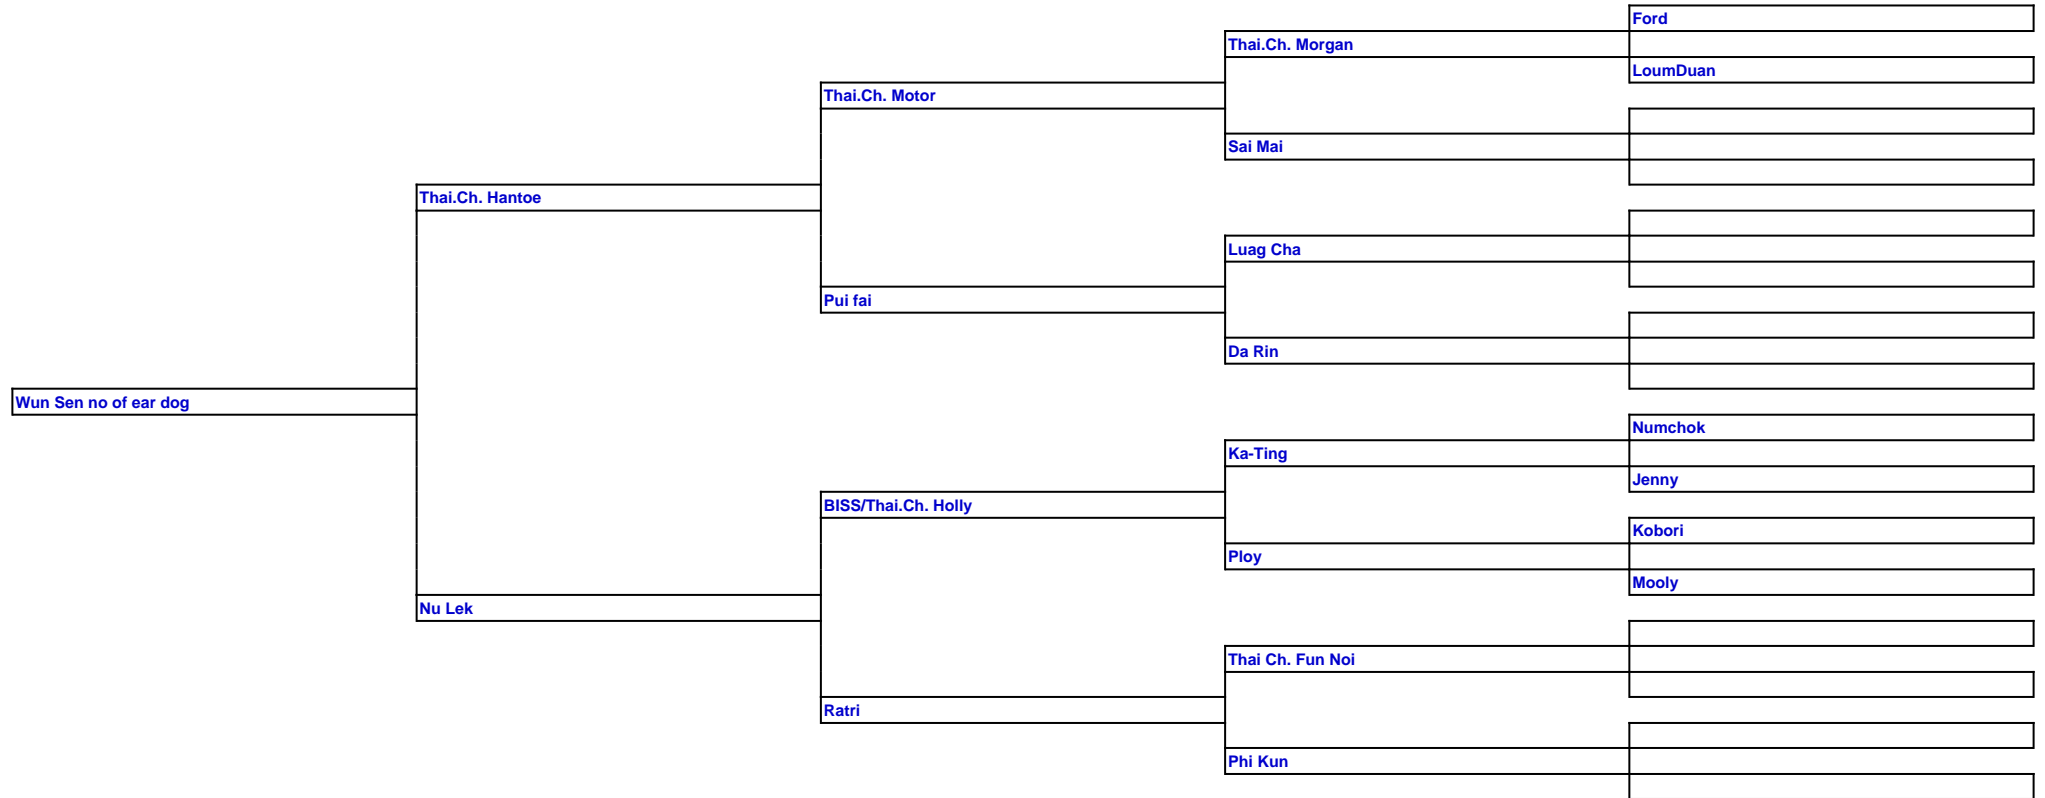 Ford
Thai.Ch. Morgan
LoumDuan
Thai.Ch. Motor
Sai Mai
Thai.Ch. Hantoe
Luag Cha
Pui fai
Da Rin
Wun Sen no of ear dog
Numchok
Ka-Ting
Jenny
BISS/Thai.Ch. Holly
Kobori
Ploy
Mooly
Nu Lek
Thai Ch. Fun Noi
Ratri
Phi Kun